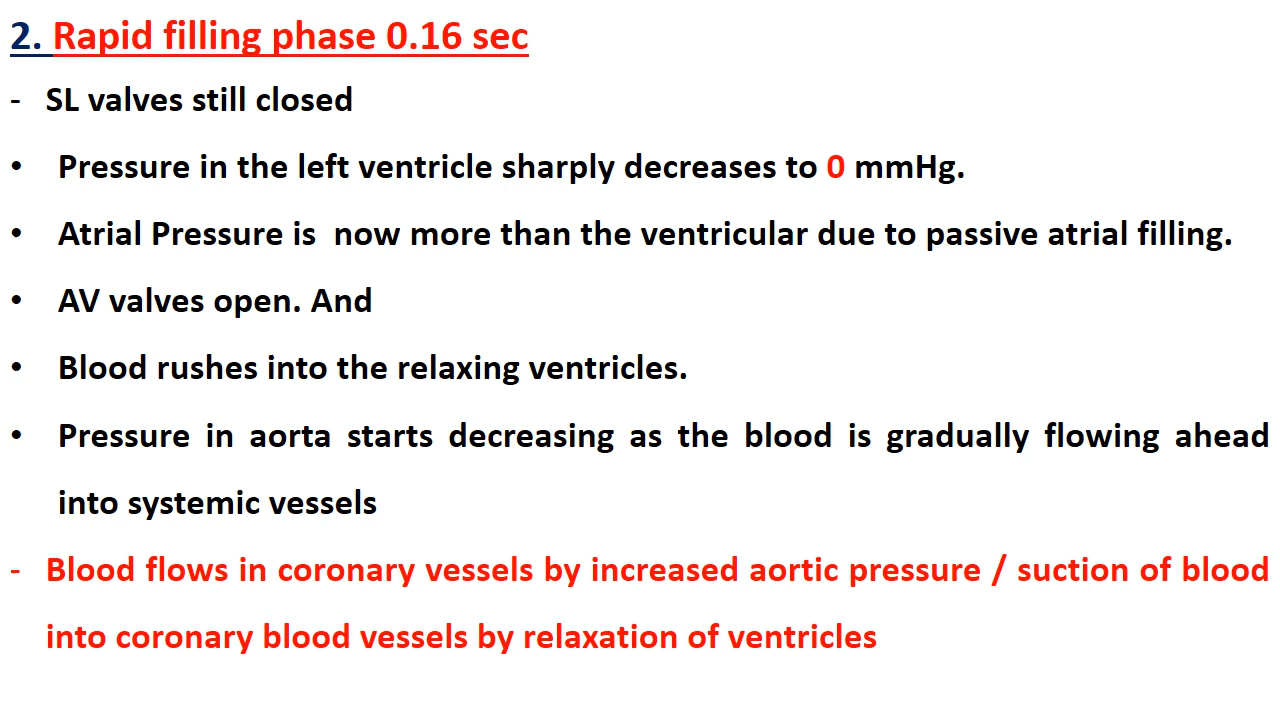 2. Rapid filling phase 0.16 sec
- SL valves still closed
• Pressure in the left ventricle sharply decreases to 0 mmHg.
• Atrial Pressure is  now more than the ventricular due to passive atrial filling.
• AV valves open. And
• Blood rushes into the relaxing ventricles.
• Pressure in aorta starts decreasing as the blood is gradually flowing ahead
into systemic vessels
- Blood flows in coronary vessels by increased aortic pressure / suction of blood
into coronary blood vessels by relaxation of ventricles